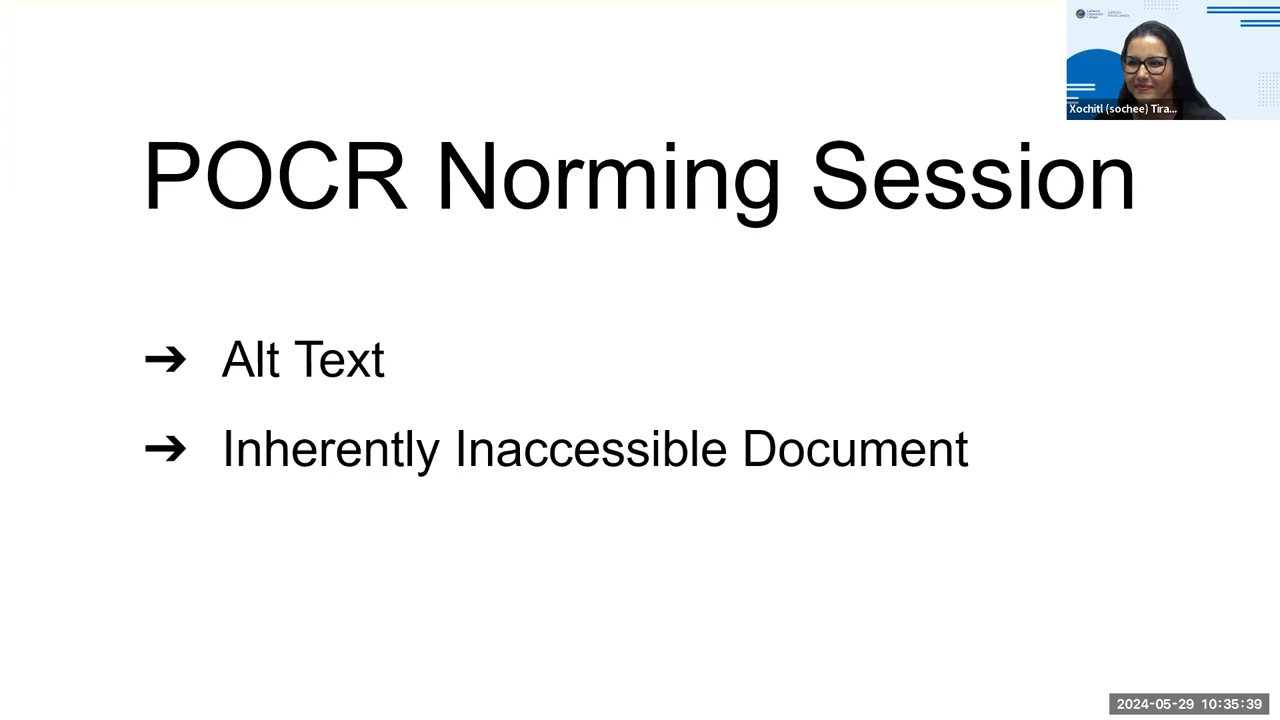 POCR Norming Session
Xochitl (sochee) Tira...
➔ Alt Text
➔ Inherently Inaccessible Document
2024-05-29 10:35:39